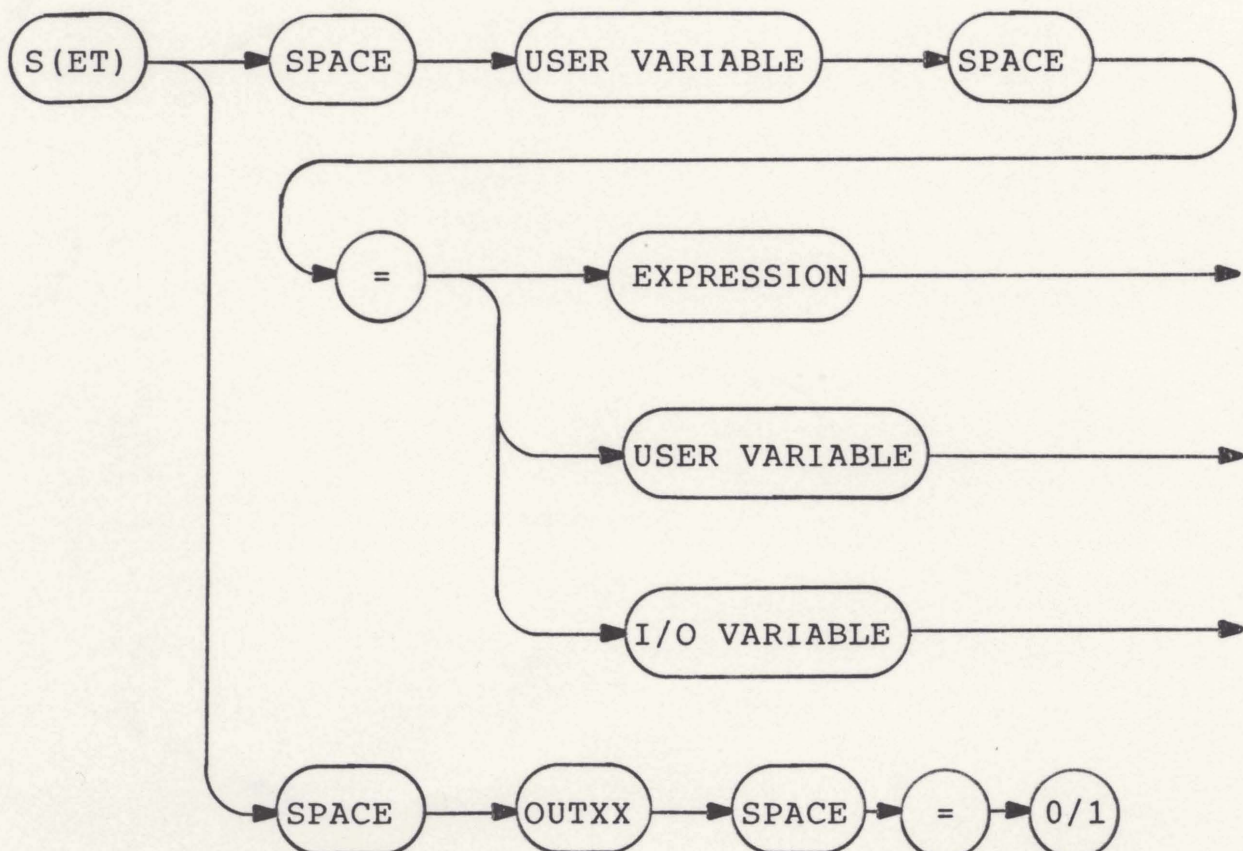 S(ET) SPACE USER VARIABLE SPACE
= EXPRESSION
USER VARIABLE
I/O VARIABLE
SPACE OUTXX SPACE = 0/1